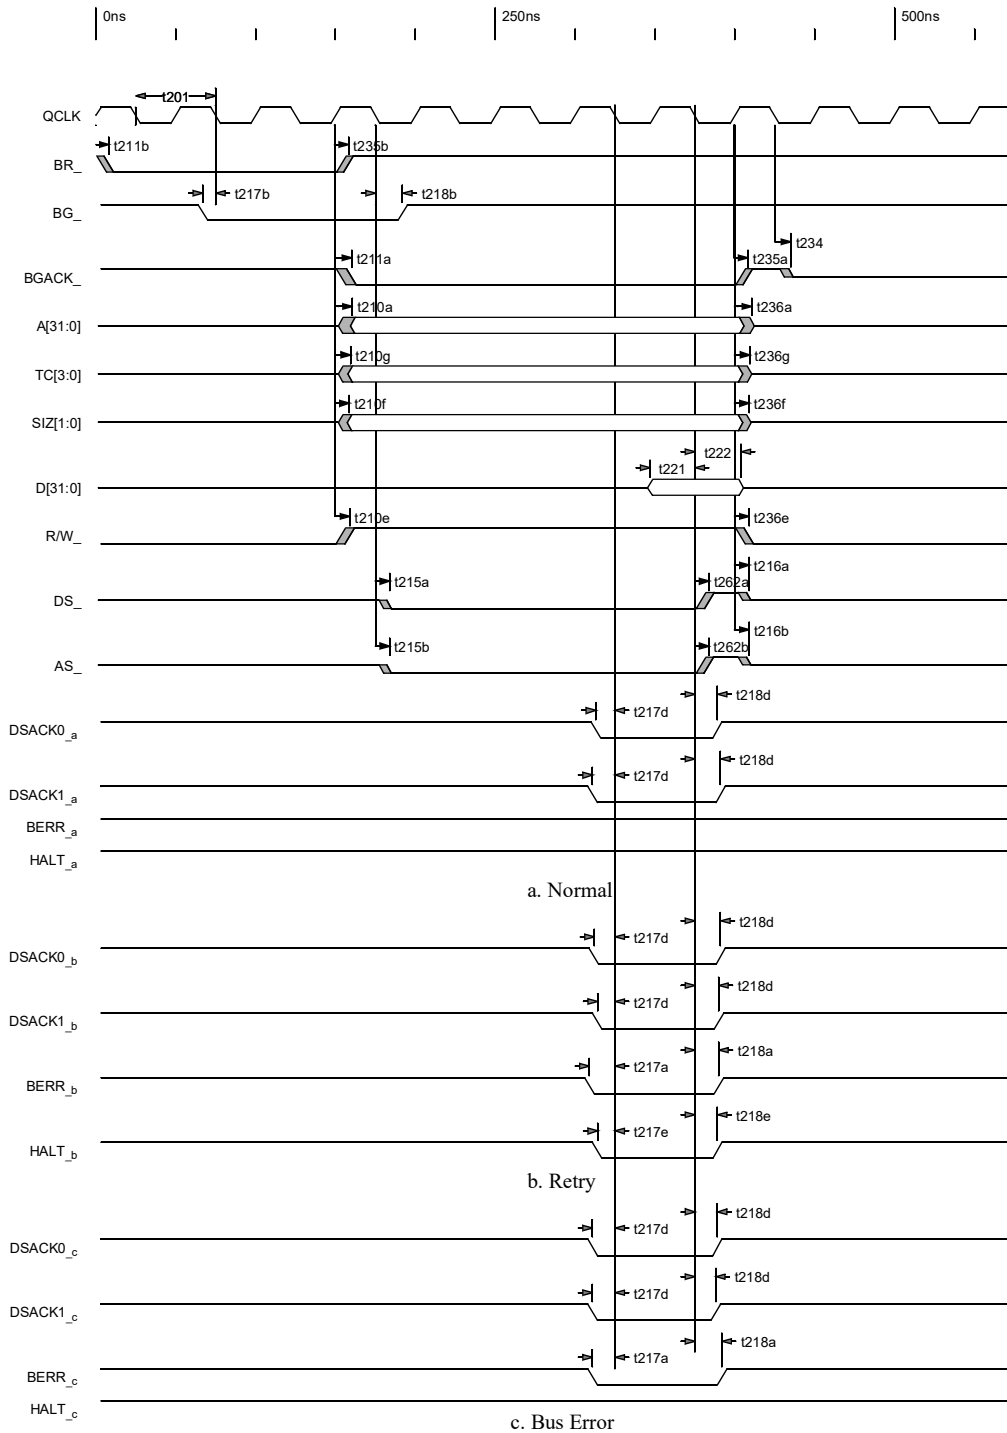 0ns 250ns 500ns
t201
QCLK
t211b t235b
BR_
t217b t218b
BG_
t234
t211a t235a
BGACK_
t210a t236a
A[31:0]
t210g t236g
TC[3:0]
t210f t236f
SIZ[1:0]
t222
t221
D[31:0]
t210e t236e
R/W_
t216a
t215a t262a
DS_
t216b
t215b t262b
AS_
t218d
t217d
DSACK0_a
t218d
t217d
DSACK1_a
BERR_a
HALT_a
a. Normal
t218d
t217d
DSACK0_b
t218d
t217d
DSACK1_b
t218a
t217a
BERR_b
t218e
t217e
HALT_b
b. Retry
t218d
t217d
DSACK0_c
t218d
t217d
DSACK1_c
t218a
t217a
BERR_c
HALT_c
c. Bus Error